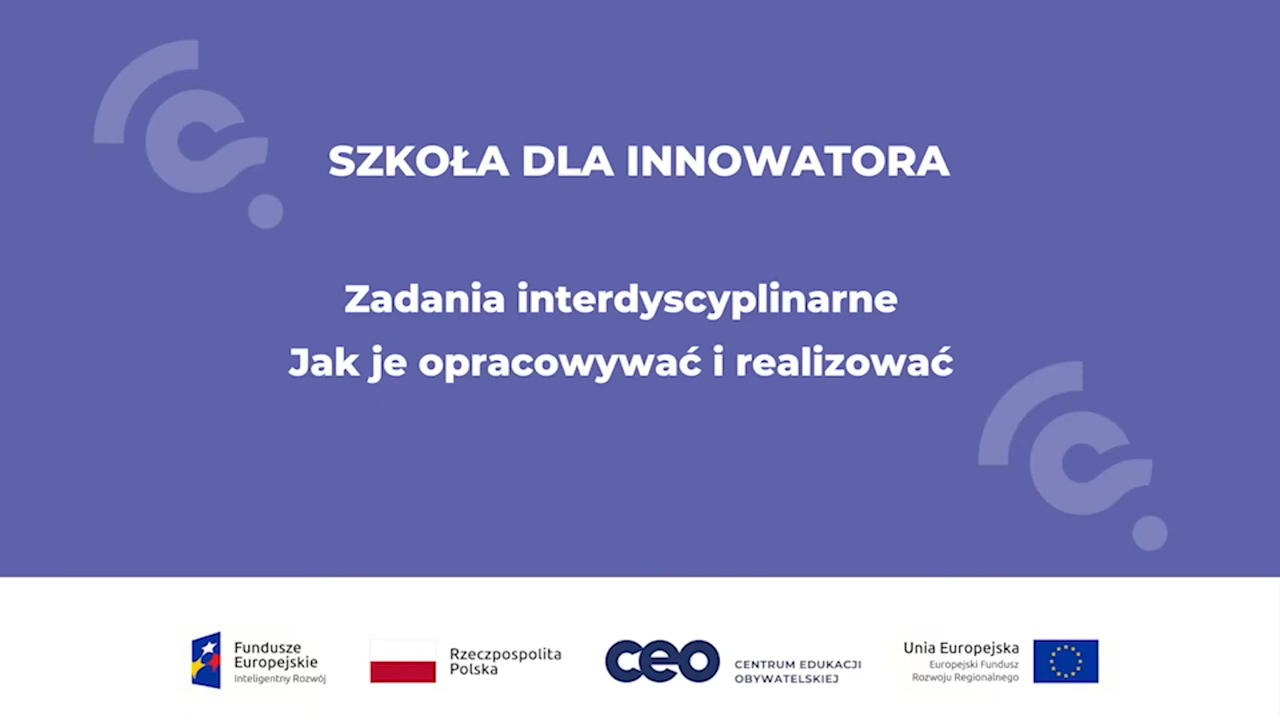 SZKOŁA DLA INNOWATORA
Zadania interdyscyplinarne
Jak je opracowywać i realizować
Fundusze
Europejskie
Inteligentny Rozwój
Rzeczpospolita
Polska
ceo
CENTRUM EDUKACJI
OBYWATELSKIEJ
Unia Europejska
Europejski Fundusz
Rozwoju Regionalnego